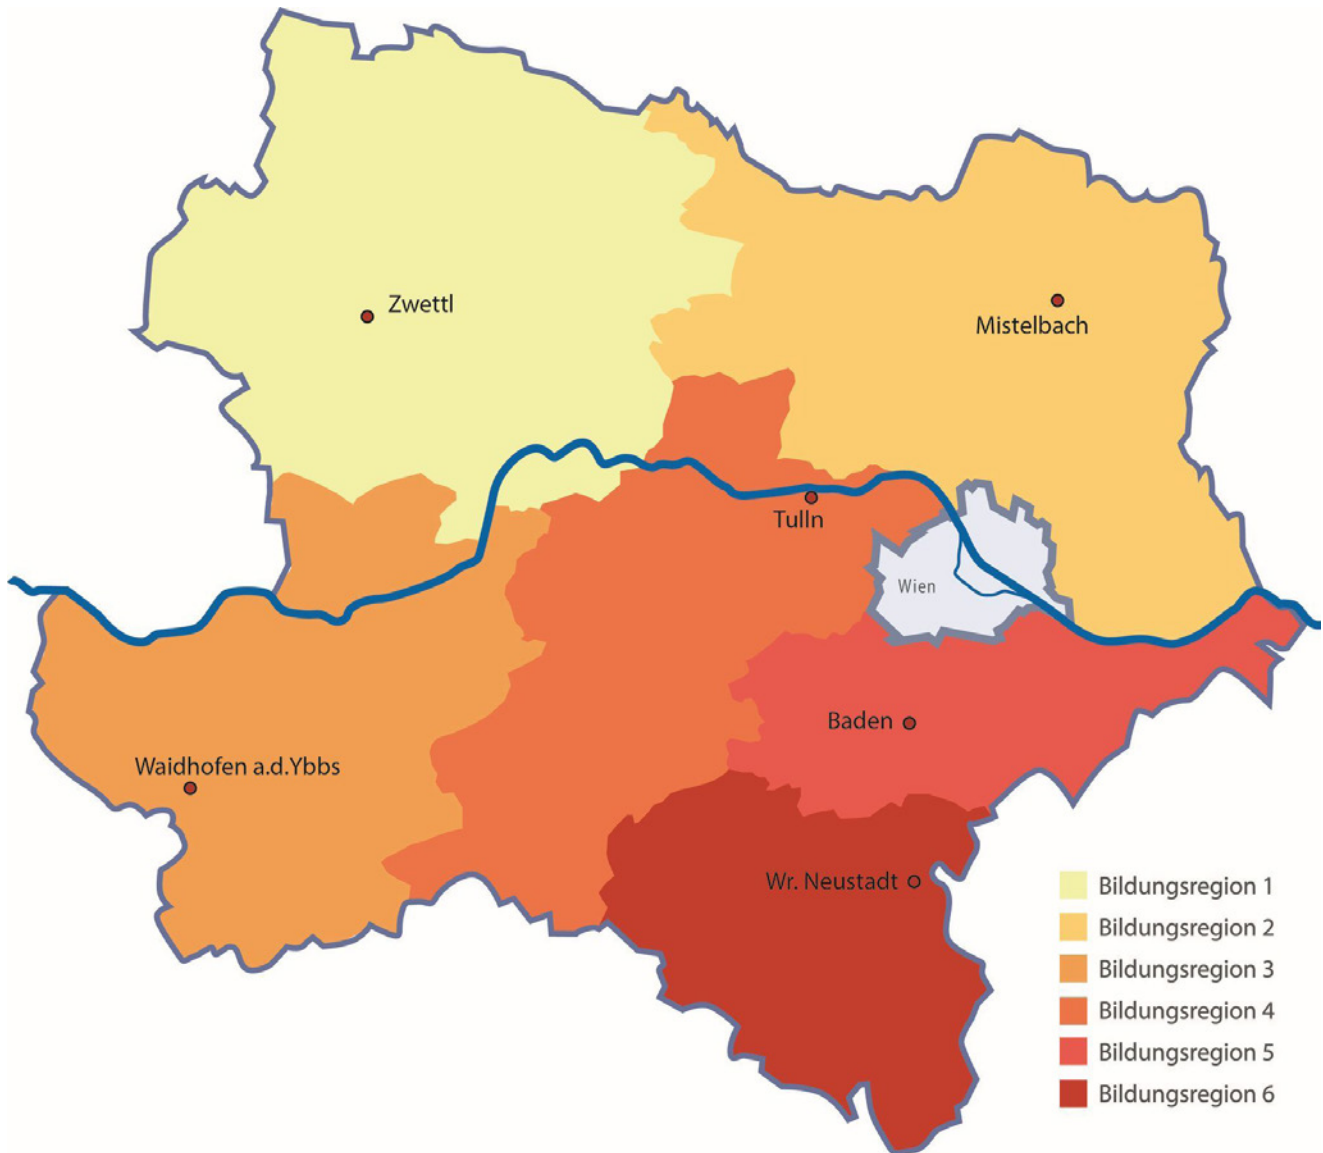 Zwettl
Mistelbach
Tulln
Wien
Baden
Waidhofen a.d.Ybbs
Wr. Neustadt
Bildungsregion 1
Bildungsregion 2
Bildungsregion 3
Bildungsregion 4
Bildungsregion 5
Bildungsregion 6